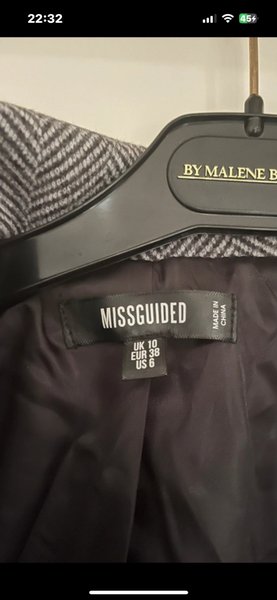 22:32
45
BY MALENE B
MISSGUIDED
MADE IN
CHINA
UK 10
EUR 38
US 6